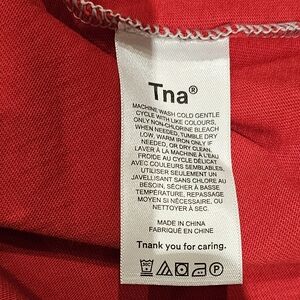 Tna®
MACHINE WASH COLD GENTLE
CYCLE WITH LIKE COLOURS,
ONLY NON-CHLORINE BLEACH
WHEN NEEDED, TUMBLE DRY
LOW, WARM IRON ONLY IF
NEEDED, OR DRY CLEAN.
LAVER À LA MACHINE À L'EAU
FROIDE AU CYCLE DÉLICAT
AVEC COULEURS SEMBLABLES,
UTILISER SEULEMENT UN
JAVELLISANT SANS CHLORE AU
BESOIN, SÉCHER À BASSE
TEMPÉRATURE, REPASSAGE
MOYEN SI NÉCESSAIRE, OU
NETTOYER À SEC.
MADE IN CHINA
FABRIQUÉ EN CHINE
Thank you for caring.